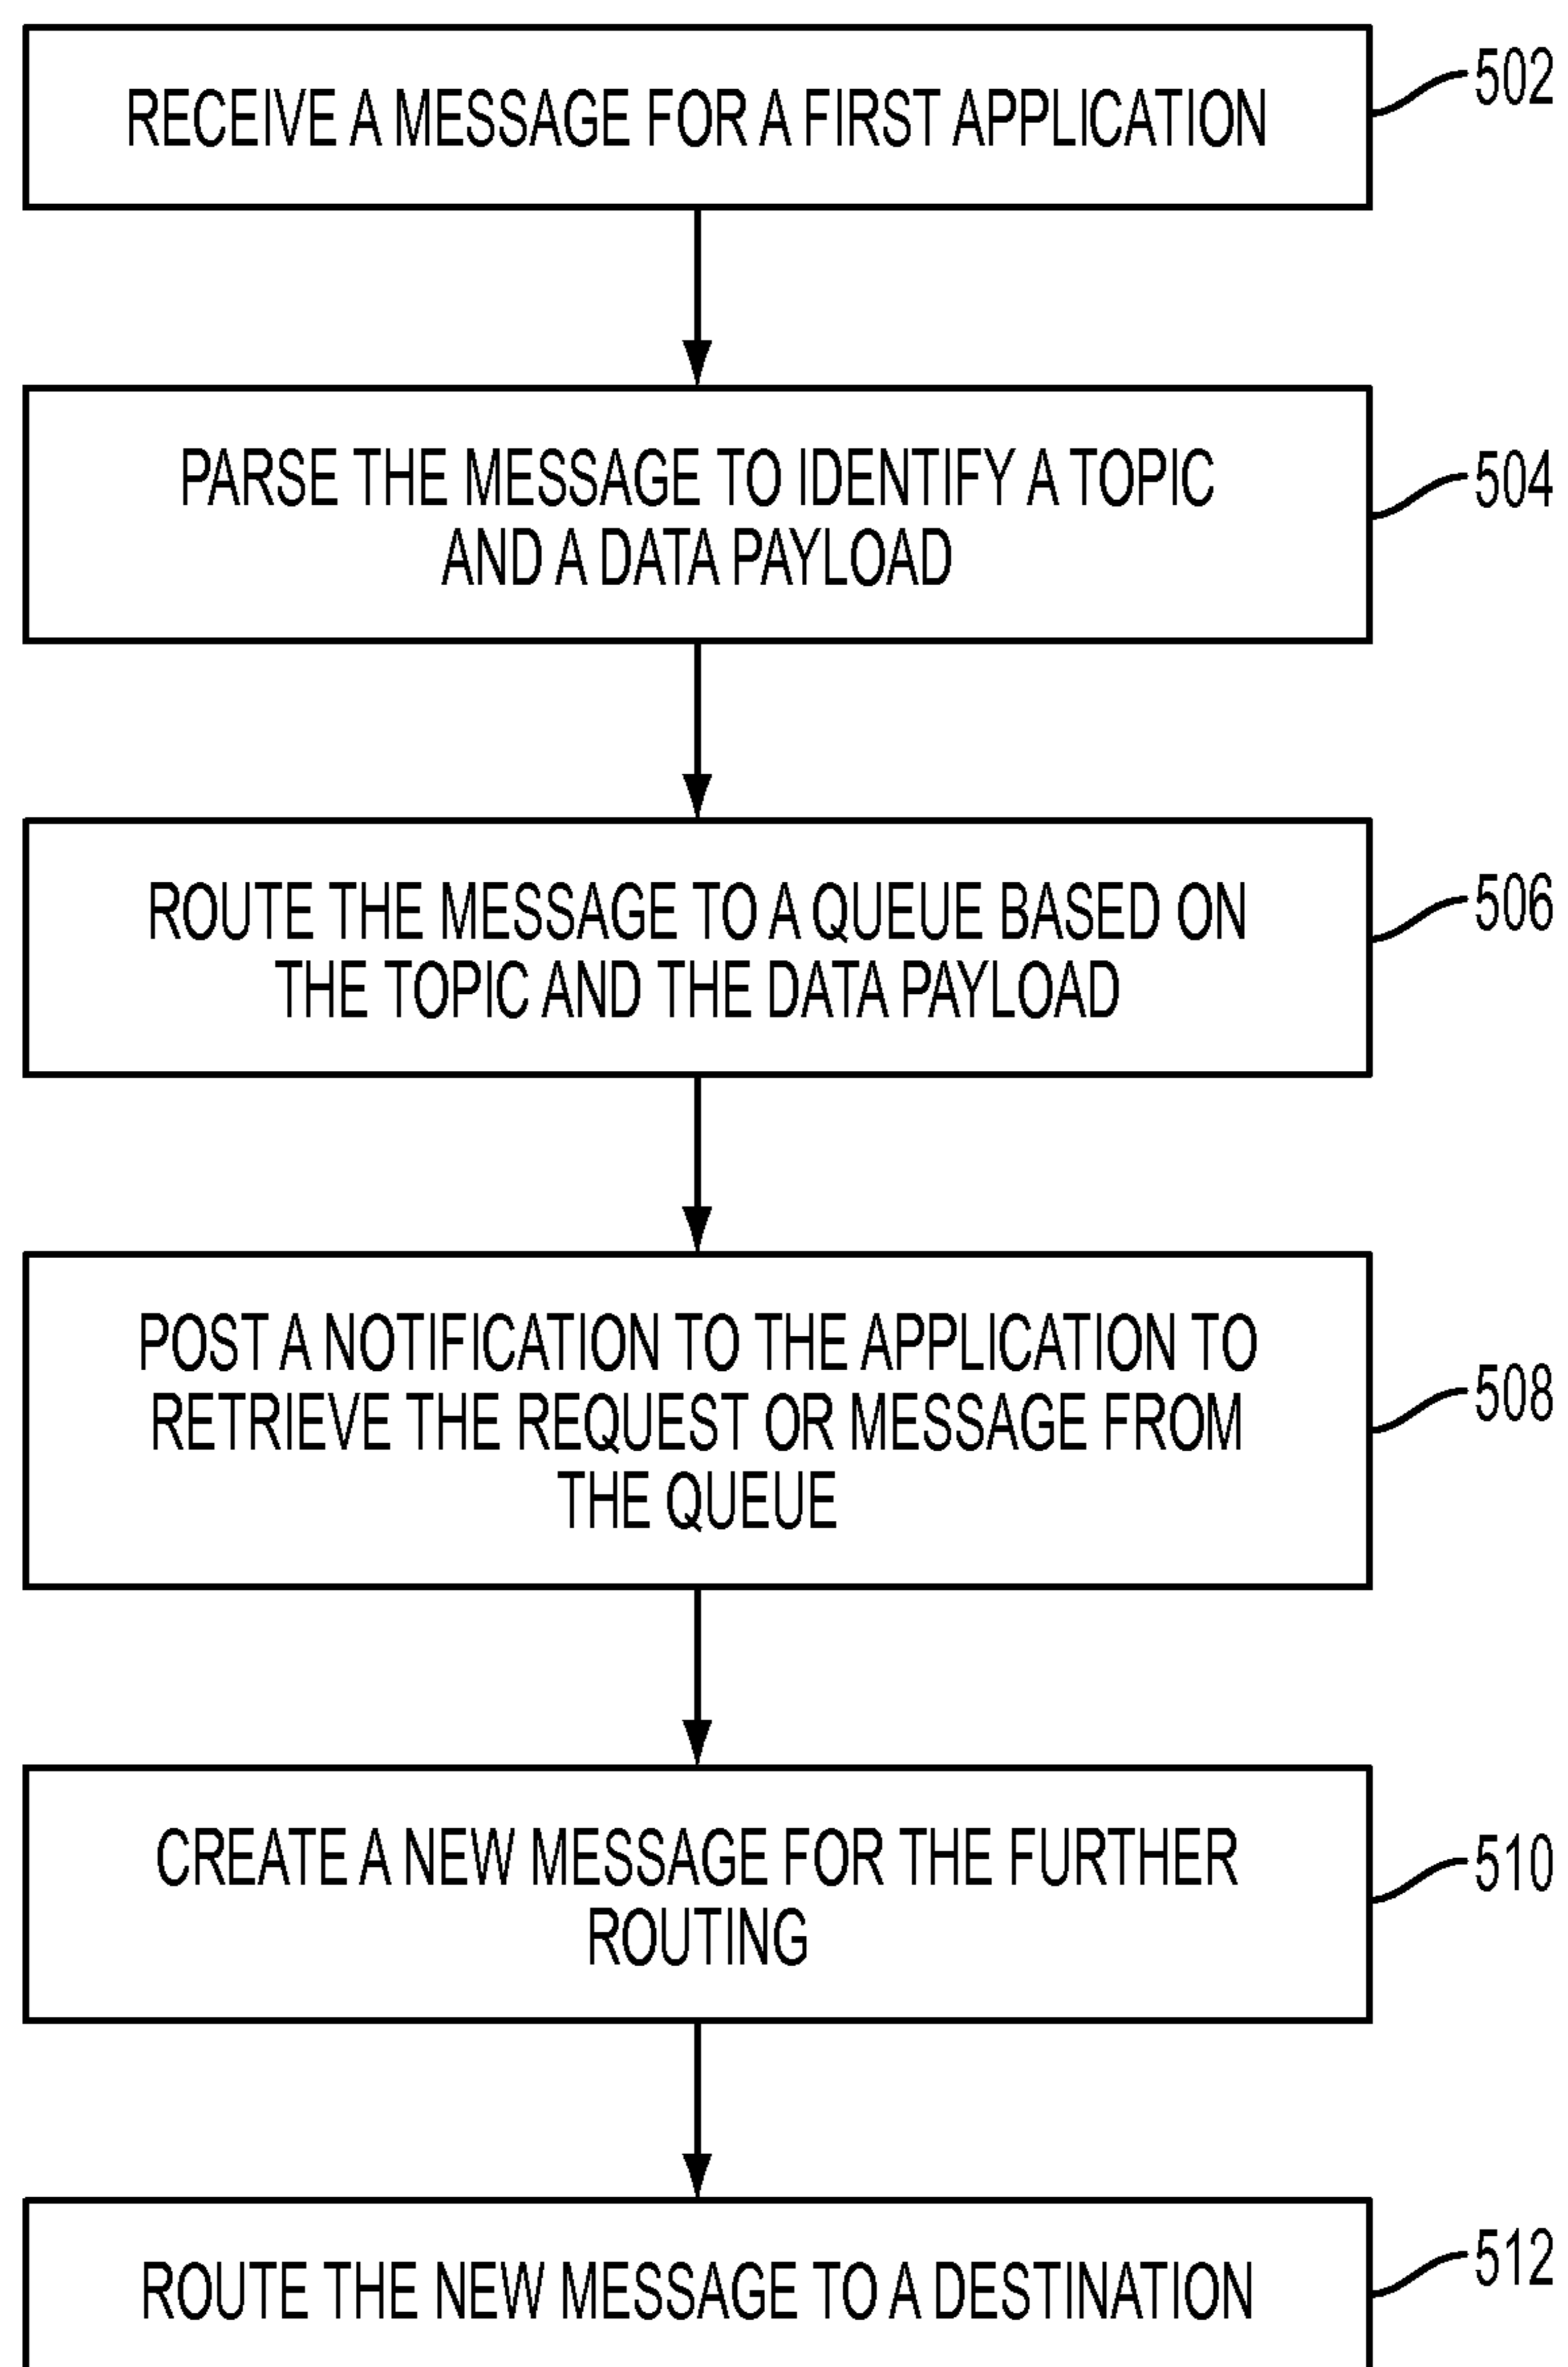 RECEIVE A MESSAGE FOR A FIRST APPLICATION
502
PARSE THE MESSAGE TO IDENTIFY A TOPIC
AND A DATA PAYLOAD
504
ROUTE THE MESSAGE TO A QUEUE BASED ON
THE TOPIC AND THE DATA PAYLOAD
506
POST A NOTIFICATION TO THE APPLICATION TO
RETRIEVE THE REQUEST OR MESSAGE FROM
THE QUEUE
508
CREATE A NEW MESSAGE FOR THE FURTHER
ROUTING
510
ROUTE THE NEW MESSAGE TO A DESTINATION
512